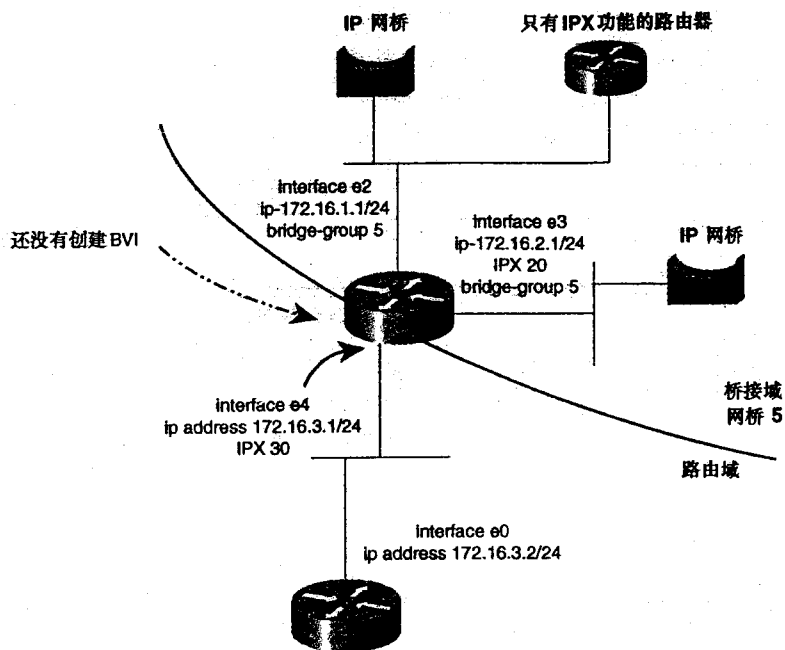 IP 网桥
只有IPX功能的路由器
interface e2
ip-172.16.1.1/24
bridge-group 5
interface e3
ip-172.16.2.1/24
IPX 20
bridge-group 5
IP 网桥
还没有创建BVI
interface e4
ip address 172.16.3.1/24
IPX 30
桥接域
网桥 5
路由域
interface e0
ip address 172.16.3.2/24